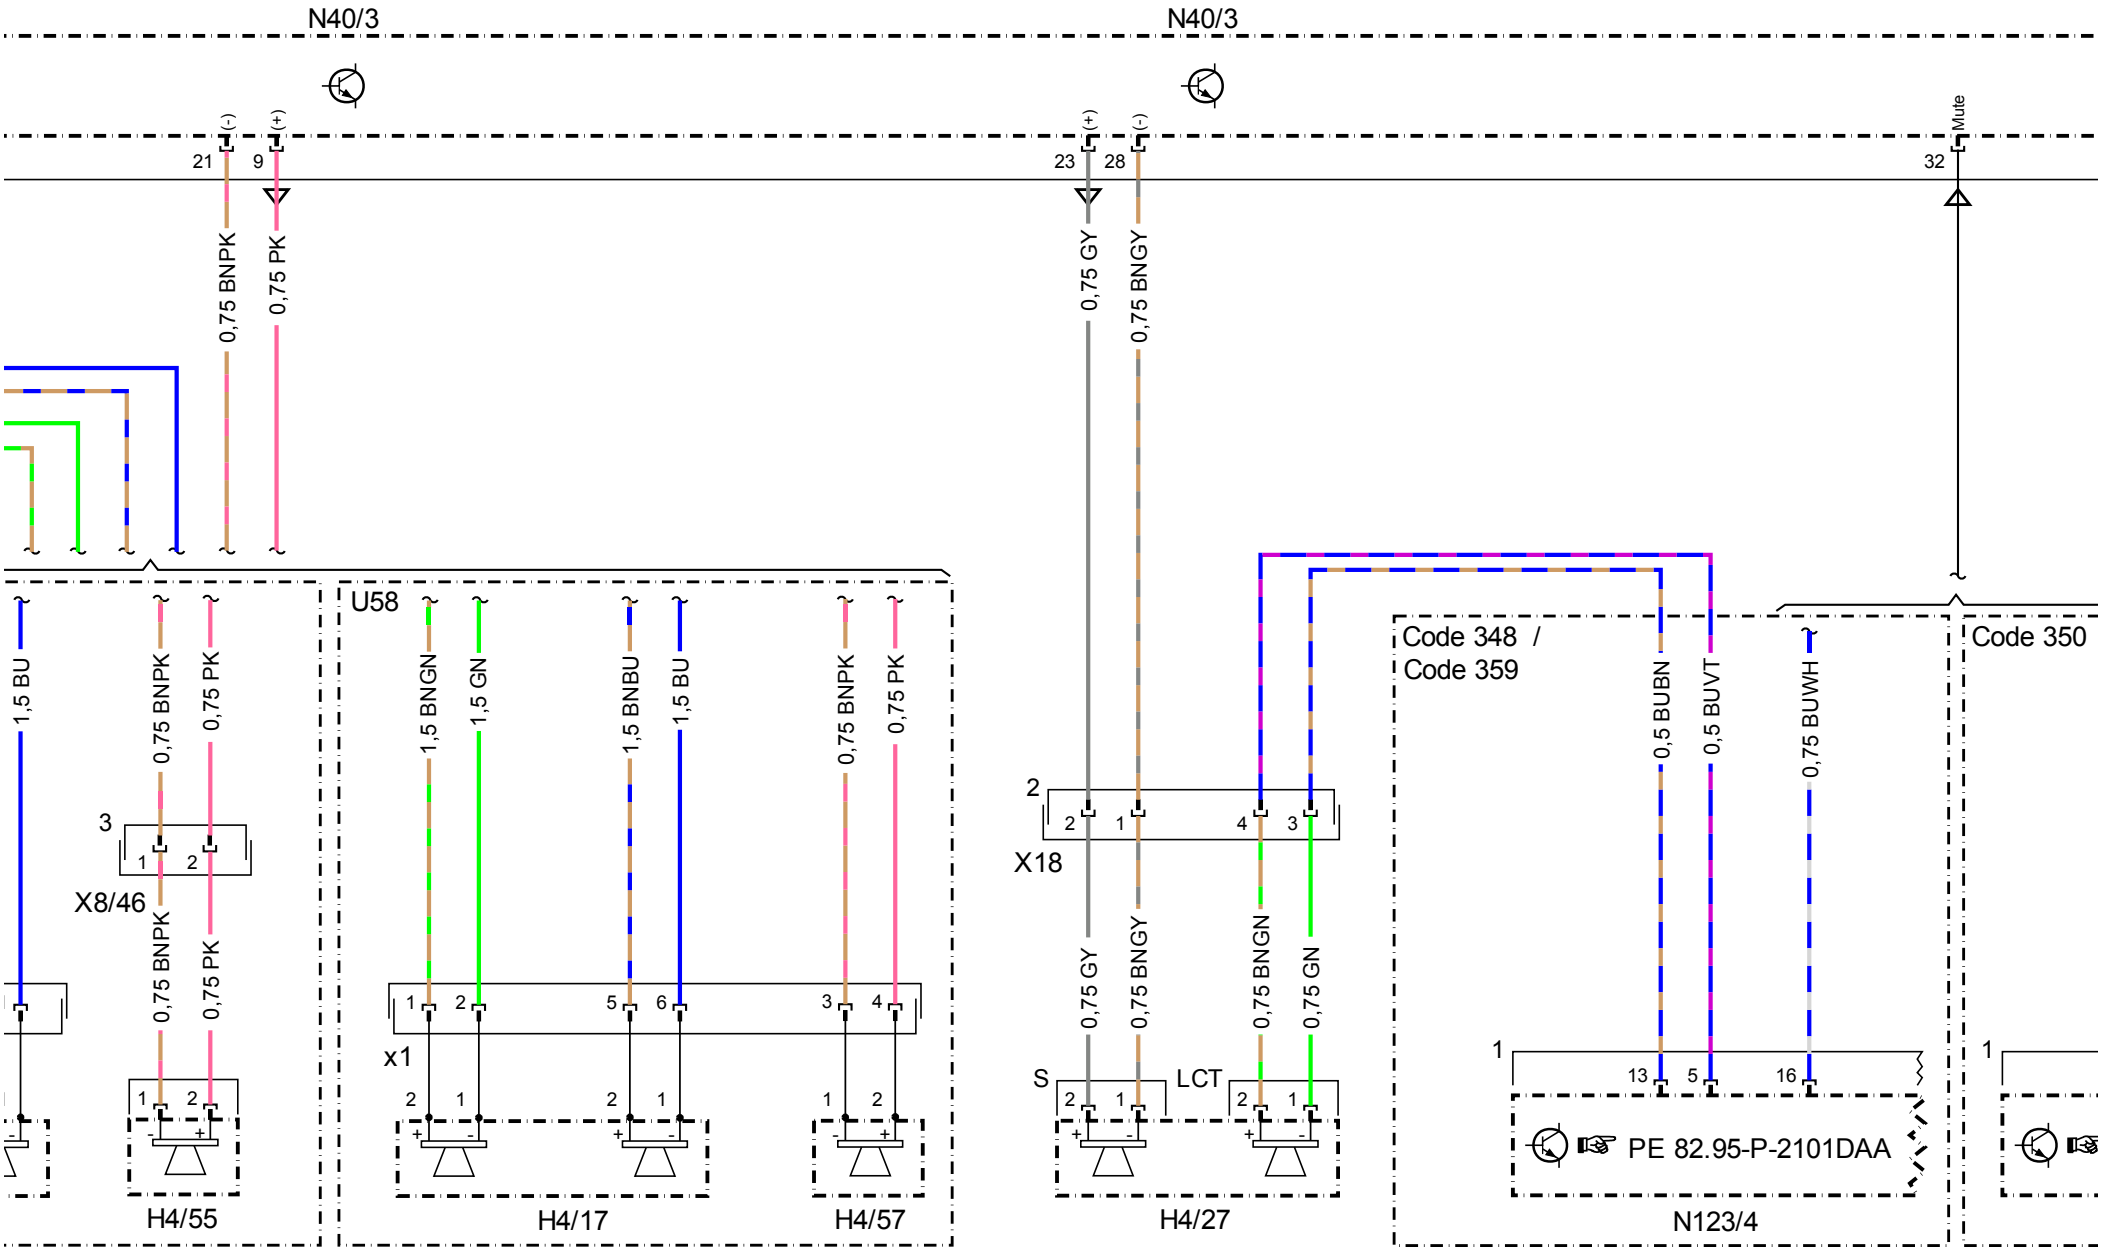 N40/3
N40/3
(-)
(+)
(+)
(-)
Mute
21
9
23
28
32
0,75 BNPK
0,75 PK
0,75 GY
0,75 BNGY
U58
Code 348 /
Code 359
Code 350
1,5 BU
0,75 BNPK
0,75 PK
1,5 BNGN
1,5 GN
1,5 BNBU
1,5 BU
0,75 BNPK
0,75 PK
0,5 BUBN
0,5 BUVT
0,75 BUWH
2
2
1
4
3
X18
3
1
2
X8/46
0,75 BNPK
0,75 PK
0,75 GY
0,75 BNGY
0,75 BNGN
0,75 GN
1
2
5
6
3
4
x1
1
13
5
16
1
S
LCT
1
2
2
1
2
1
1
2
2
1
2
1
-
-
+
+
-
+
-
-
+
+
-
+
-
PE 82.95-P-2101DAA
H4/55
H4/17
H4/57
H4/27
N123/4